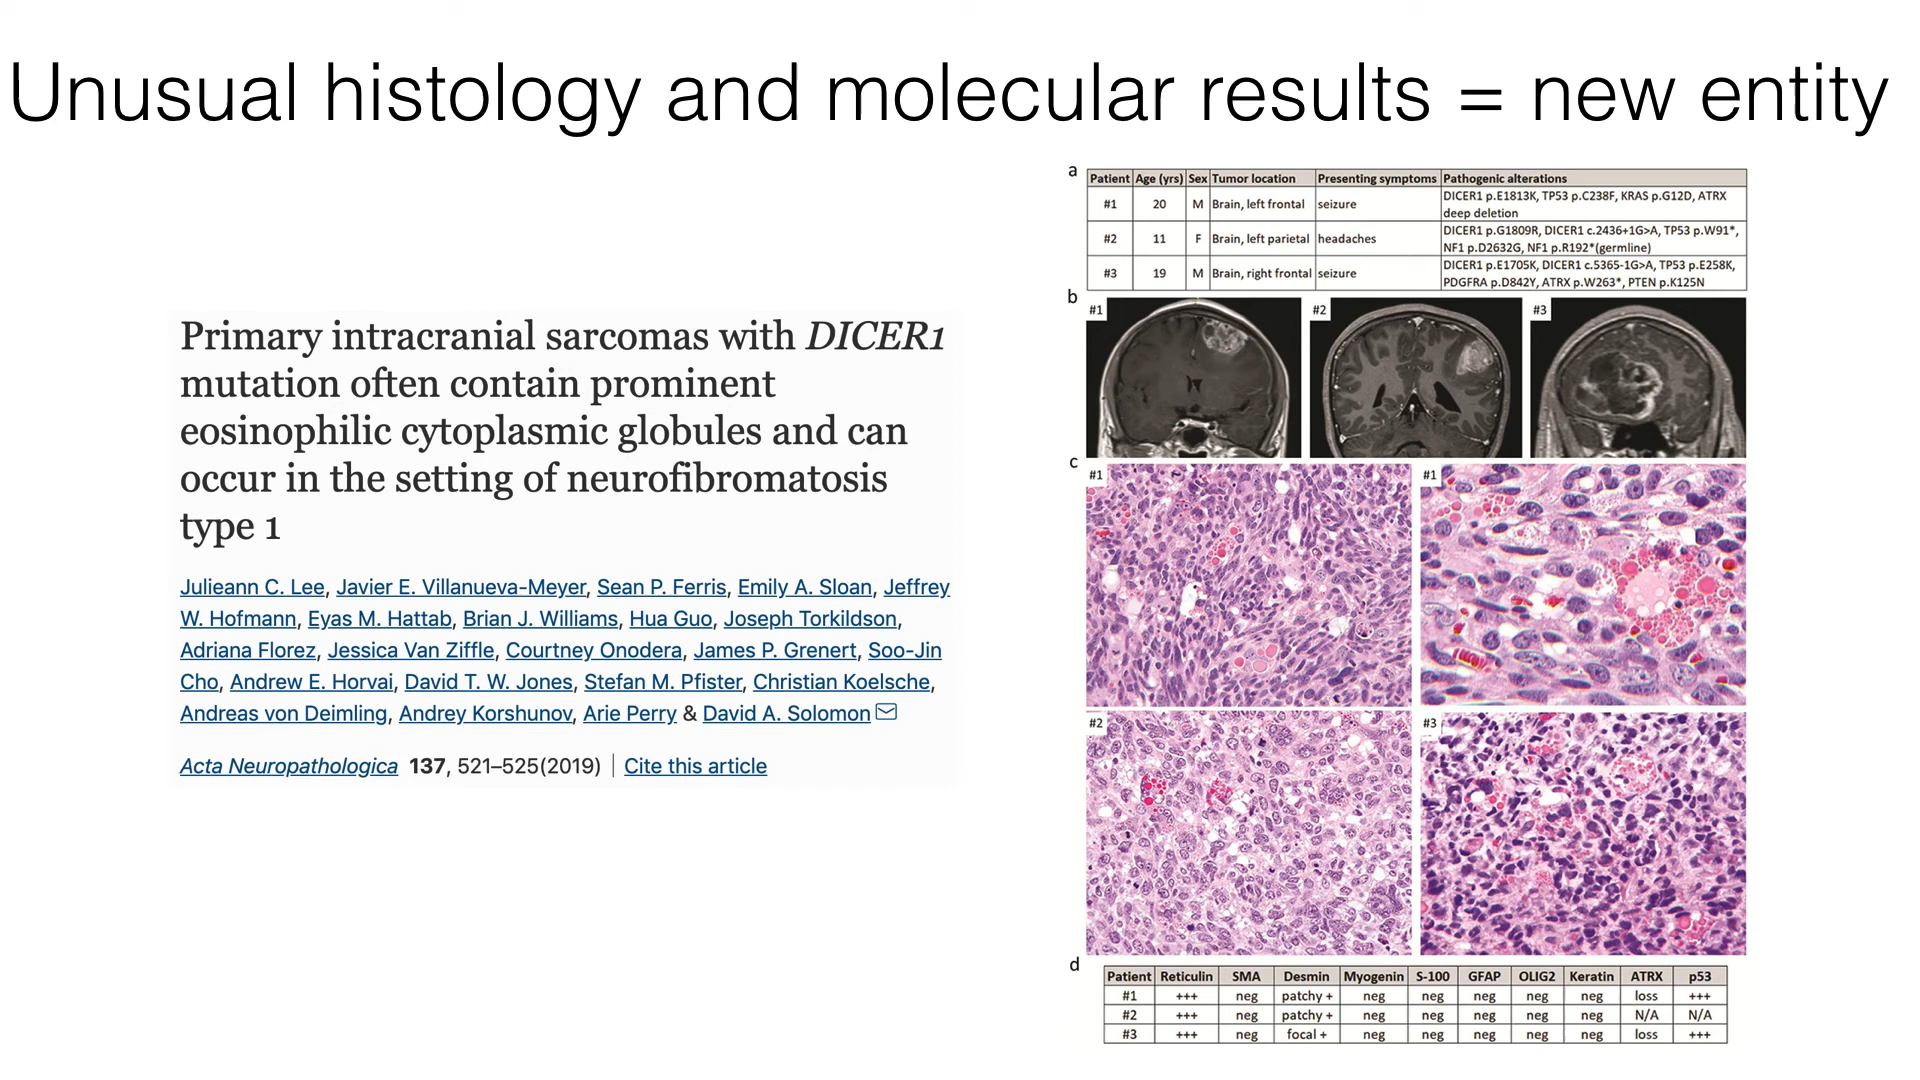 Unusual histology and molecular results = new entity
Primary intracranial sarcomas with DICER1
mutation often contain prominent
eosinophilic cytoplasmic globules and can
occur in the setting of neurofibromatosis
type 1
Julieann C. Lee, Javier E. Villanueva-Meyer, Sean P. Ferris, Emily A. Sloan, Jeffrey
W. Hofmann, Eyas M. Hattab, Brian J. Williams, Hua Guo, Joseph Torkildson,
Adriana Florez, Jessica Van Ziffle, Courtney Onodera, James P. Grenert, Soo-Jin
Cho, Andrew E. Horvai, David T. W. Jones, Stefan M. Pfister, Christian Koelsche,
Andreas von Deimling, Andrey Korshunov, Arie Perry & David A. Solomon
Acta Neuropathologica 137, 521–525(2019) | Cite this article
a
Patient Age (yrs) Sex Tumor location Presenting symptoms Pathogenic alterations
#1 20 M Brain, left frontal seizure DICER1 p.E1813K, TP53 p.C238F, KRAS p.G12D, ATRX
deep deletion
#2 11 F Brain, left parietal headaches DICER1 p.G1809R, DICER1 c.2436+1G>A, TP53 p.W91*,
NF1 p.D2632G, NF1 p.R192*(germline)
#3 19 M Brain, right frontal seizure DICER1 p.E1705K, DICER1 c.5365-1G>A, TP53 p.E258K,
PDGFRA p.D842Y, ATRX p.W263*, PTEN p.K125N
b
#1 #2 #3
c
#1 #1
#2 #3
d
Patient Reticulin SMA Desmin Myogenin S-100 GFAP OLIG2 Keratin ATRX p53
#1 +++ neg patchy + neg neg neg neg neg loss +++
#2 +++ neg patchy + neg neg neg neg neg N/A N/A
#3 +++ neg focal + neg neg neg neg neg loss +++